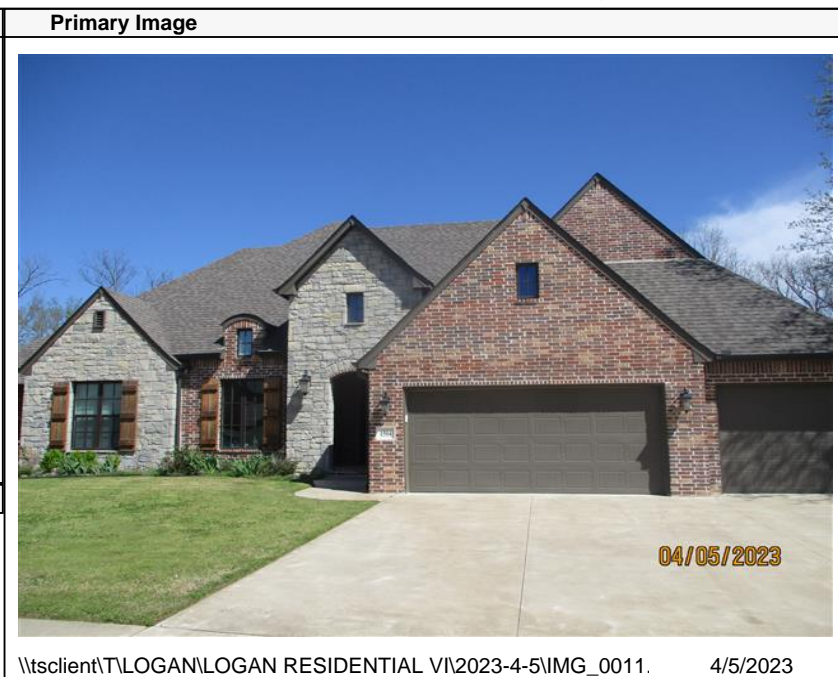 Primary Image
04/05/2023
\\tsclient\T\LOGAN\LOGAN RESIDENTIAL VI\2023-4-5\IMG_0011. 4/5/2023